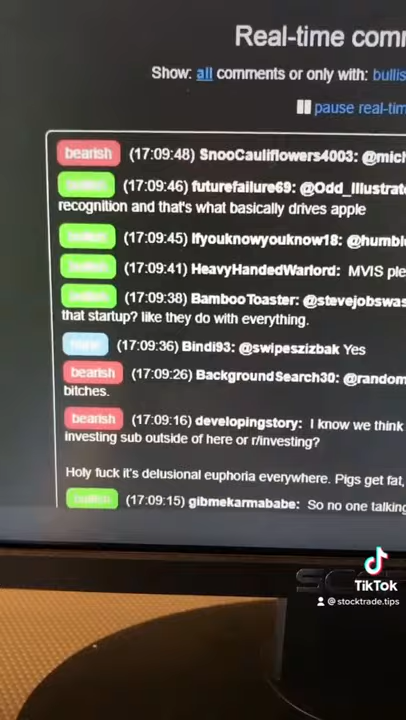 Real-time com
Show: all comments or only with: bullis
pause real-tim
bearish (17:09:48) SnooCauliflowers4003: @mich
(17:09:46) futurefailure69: @Odd_Illustrat
recognition and that's what basically drives apple
(17:09:45) Ifyouknowyouknow18: @humbl
(17:09:41) HeavyHandedWarlord: MVIS ple
(17:09:38) BambooToaster: @stevejobswas
that startup? like they do with everything.
(17:09:36) Bindi93: @swipeszizbak Yes
bearish (17:09:26) BackgroundSearch30: @random
bitches.
bearish (17:09:16) developingstory: I know we think
investing sub outside of here or r/investing?
Holy fuck it's delusional euphoria everywhere. Pigs get fat,
(17:09:15) gibmekarmababe: So no one talking
TikTok
@stocktrade.tips